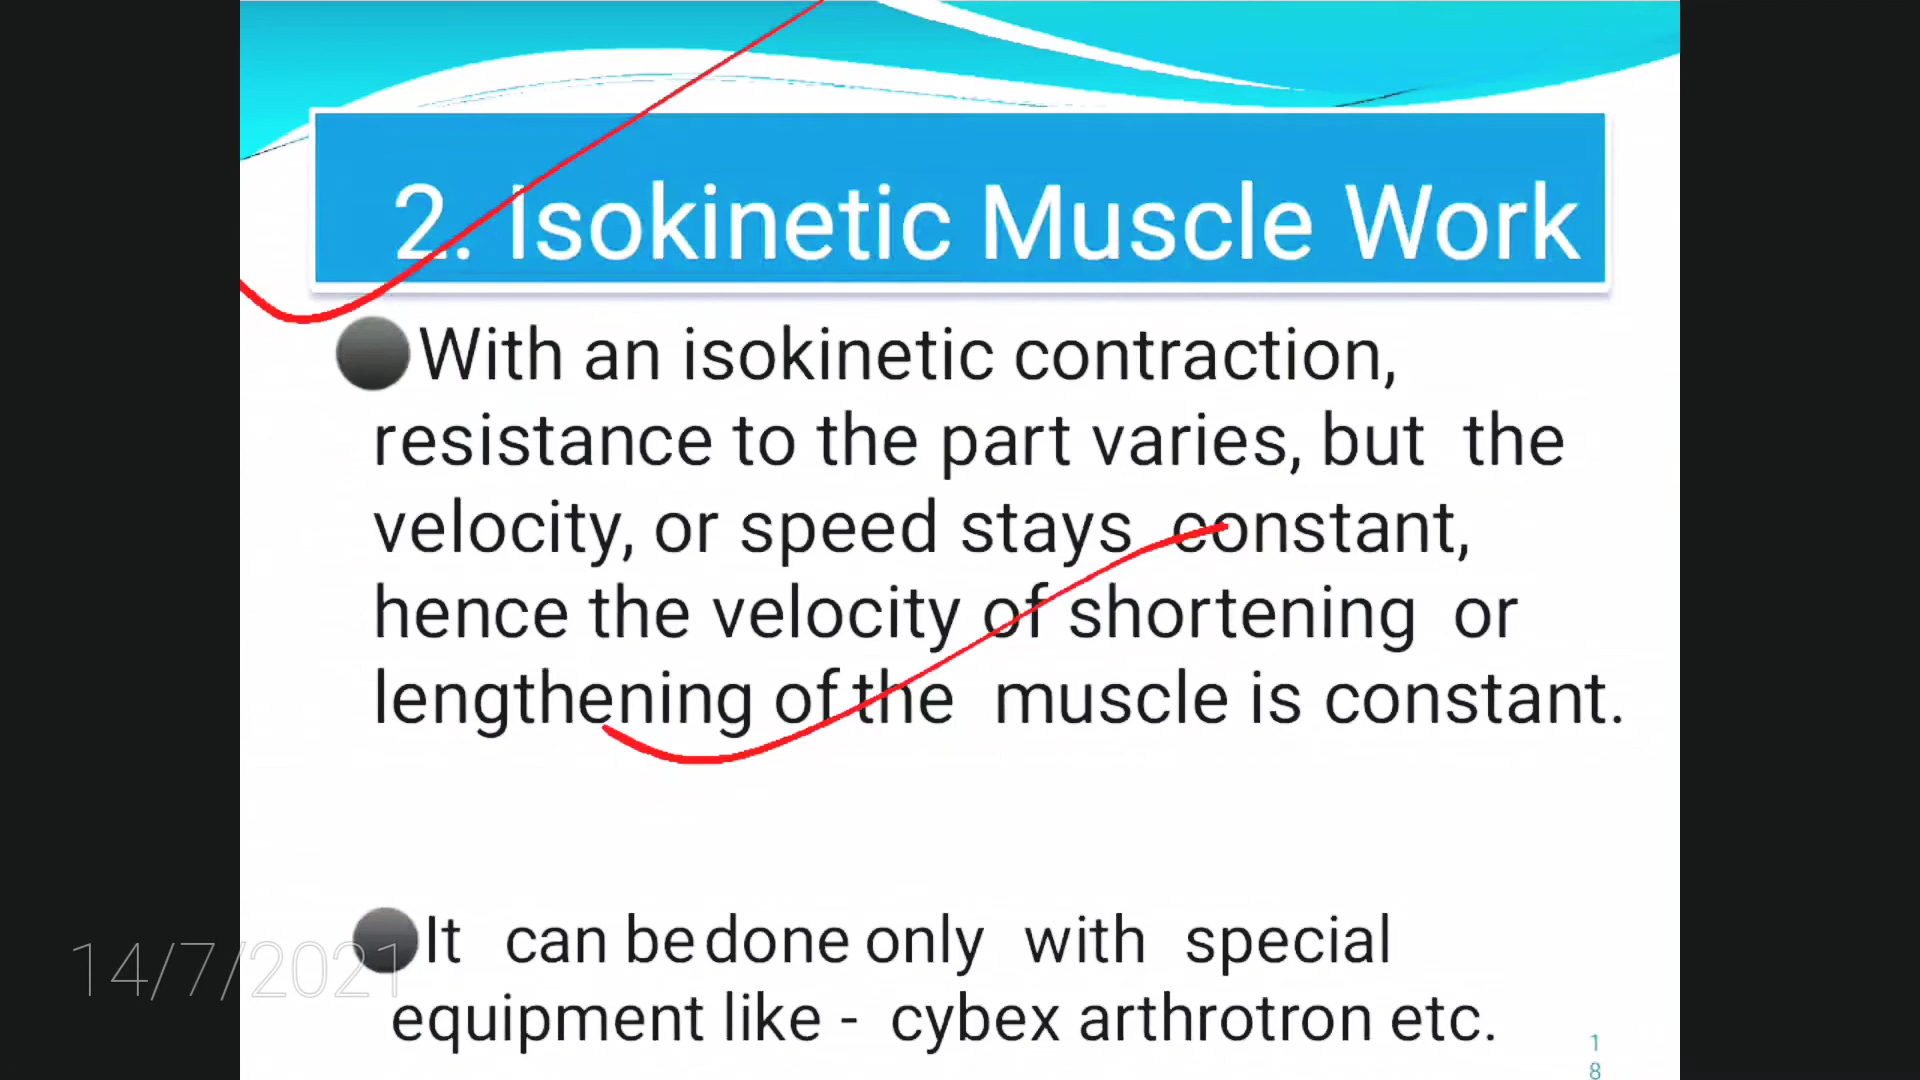 2. Isokinetic Muscle Work
With an isokinetic contraction,
resistance to the part varies, but the
velocity, or speed stays constant,
hence the velocity of shortening or
lengthening of the muscle is constant.
It can be done only with special
equipment like - cybex arthrotron etc.
14/7/2021
1
8